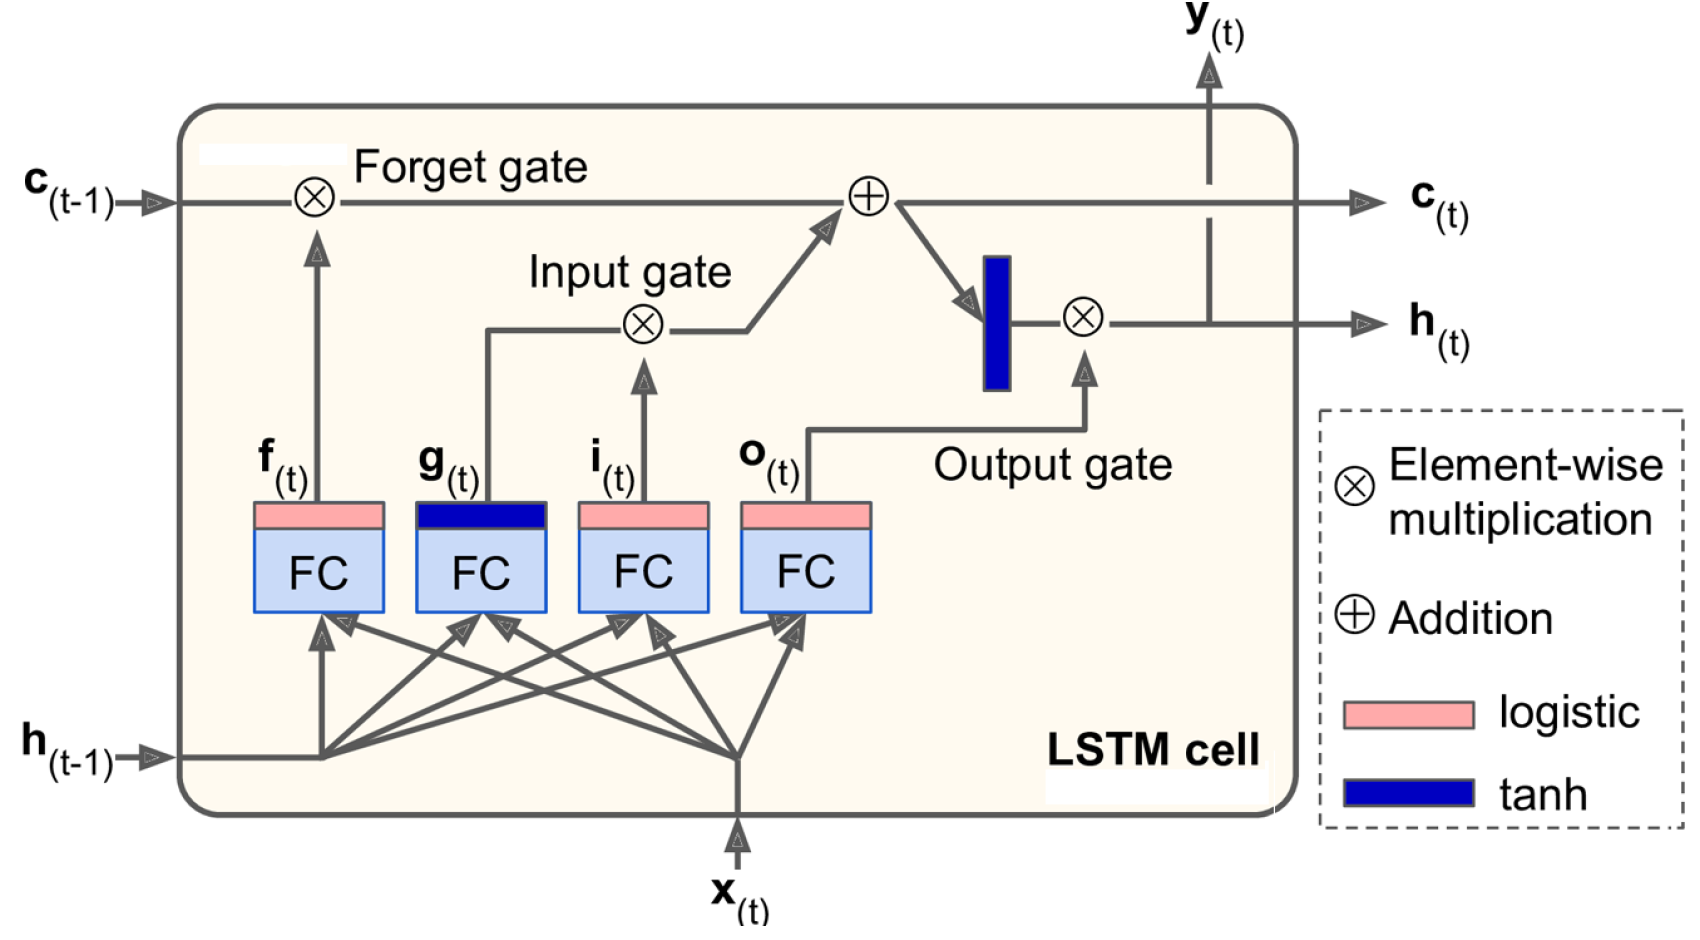 y(t)
Forget gate
c(t-1)
c(t)
Input gate
h(t)
f(t)
g(t)
i(t)
o(t)
Output gate
Element-wise
multiplication
FC
FC
FC
FC
Addition
logistic
h(t-1)
LSTM cell
tanh
x(t)